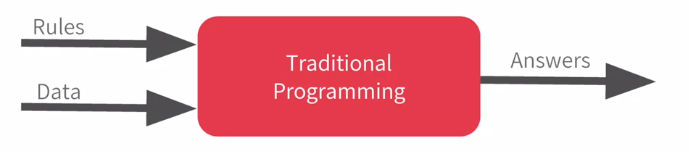 Rules
Data
Traditional
Programming
Answers